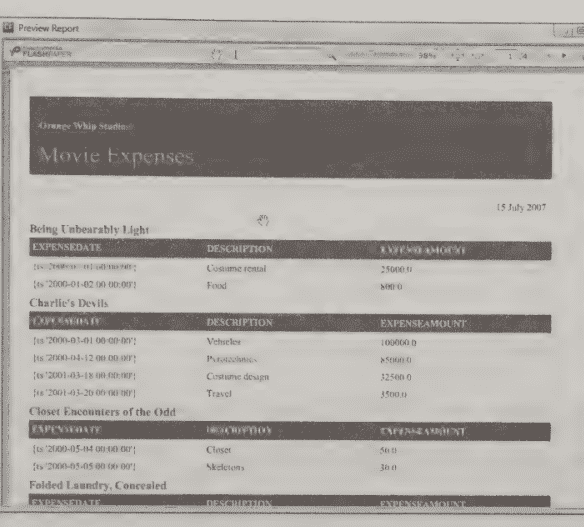 Preview Report
FLASHPAPER
1
98%
1 /4
Orange Whip Studios
Movie Expenses
15 July 2007
Being Unbearably Light
EXPENSEDATE DESCRIPTION EXPENSEAMOUNT
Costume rental 25000.0
{ts '2000-01-02 00:00:00'} Food 800.0
Charlie's Devils
EXPENSEDATE DESCRIPTION EXPENSEAMOUNT
{ts '2000-03-01 00:00:00'} Vehicles 100000.0
{ts '2000-04-12 00:00:00'} Pyrotechnics 85000.0
{ts '2001-03-18 00:00:00'} Costume design 32500.0
{ts '2001-03-20 00:00:00'} Travel 3500.0
Closet Encounters of the Odd
EXPENSEDATE DESCRIPTION EXPENSEAMOUNT
{ts '2000-05-04 00:00:00'} Closet 50.0
{ts '2000-05-05 00:00:00'} Skeletons 30.0
Folded Laundry, Concealed
EXPENSEDATE DESCRIPTION EXPENSEAMOUNT